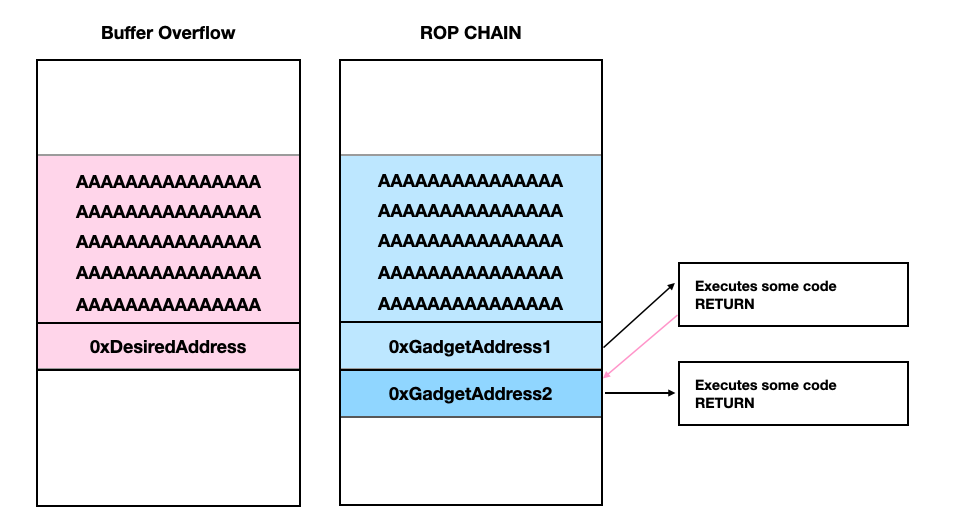 Buffer Overflow
AAAAAAAAAAAAAAA
AAAAAAAAAAAAAAA
AAAAAAAAAAAAAAA
AAAAAAAAAAAAAAA
AAAAAAAAAAAAAAA
0xDesiredAddress
ROP CHAIN
AAAAAAAAAAAAAAA
AAAAAAAAAAAAAAA
AAAAAAAAAAAAAAA
AAAAAAAAAAAAAAA
AAAAAAAAAAAAAAA
0xGadgetAddress1
0xGadgetAddress2
Executes some code
RETURN
Executes some code
RETURN